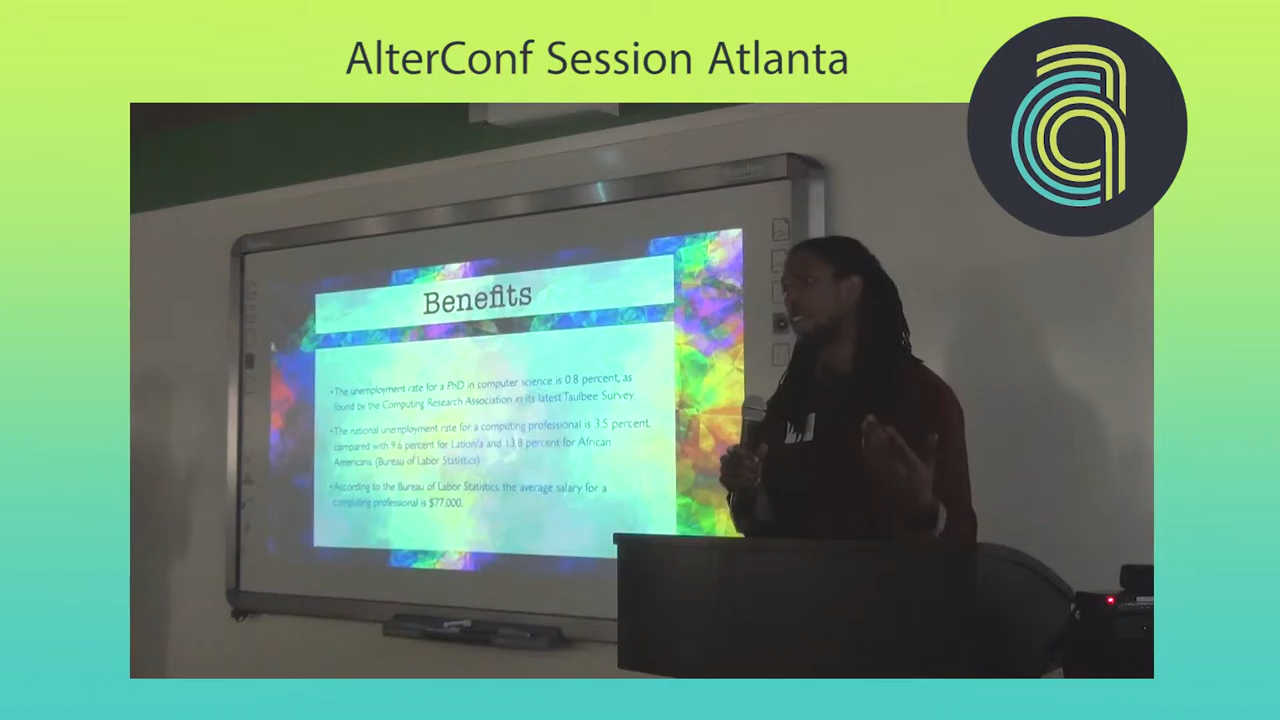 AlterConf Session Atlanta
Benefits
•The unemployment rate for a PhD in computer science is 0.8 percent, as
found by the Computing Research Association in its latest Taulbee Survey
•The national unemployment rate for a computing professional is 3.5 percent,
compared with 9.6 percent for Lation/a and 13.8 percent for African
Americans. (Bureau of Labor Statistics)
•According to the Bureau of Labor Statistics, the average salary for a
computing professional is $77,000.